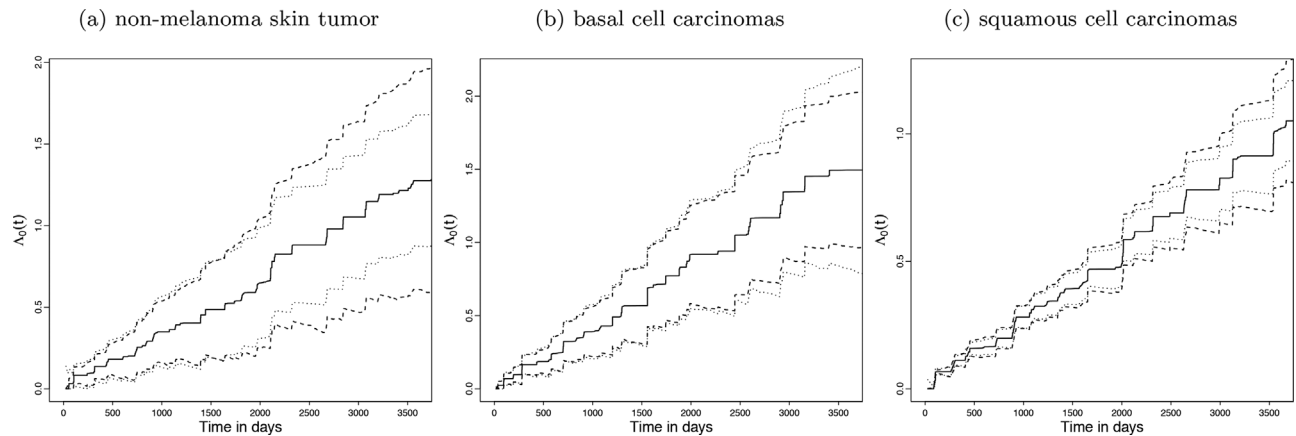 (a) non-melanoma skin tumor
(b) basal cell carcinomas
(c) squamous cell carcinomas
Λ₀(t)
2.0
1.5
1.0
0.5
0.0
0 500 1000 1500 2000 2500 3000 3500
Time in days
Λ₀(t)
2.0
1.5
1.0
0.5
0.0
0 500 1000 1500 2000 2500 3000 3500
Time in days
Λ₀(t)
1.0
0.5
0.0
0 500 1000 1500 2000 2500 3000 3500
Time in days